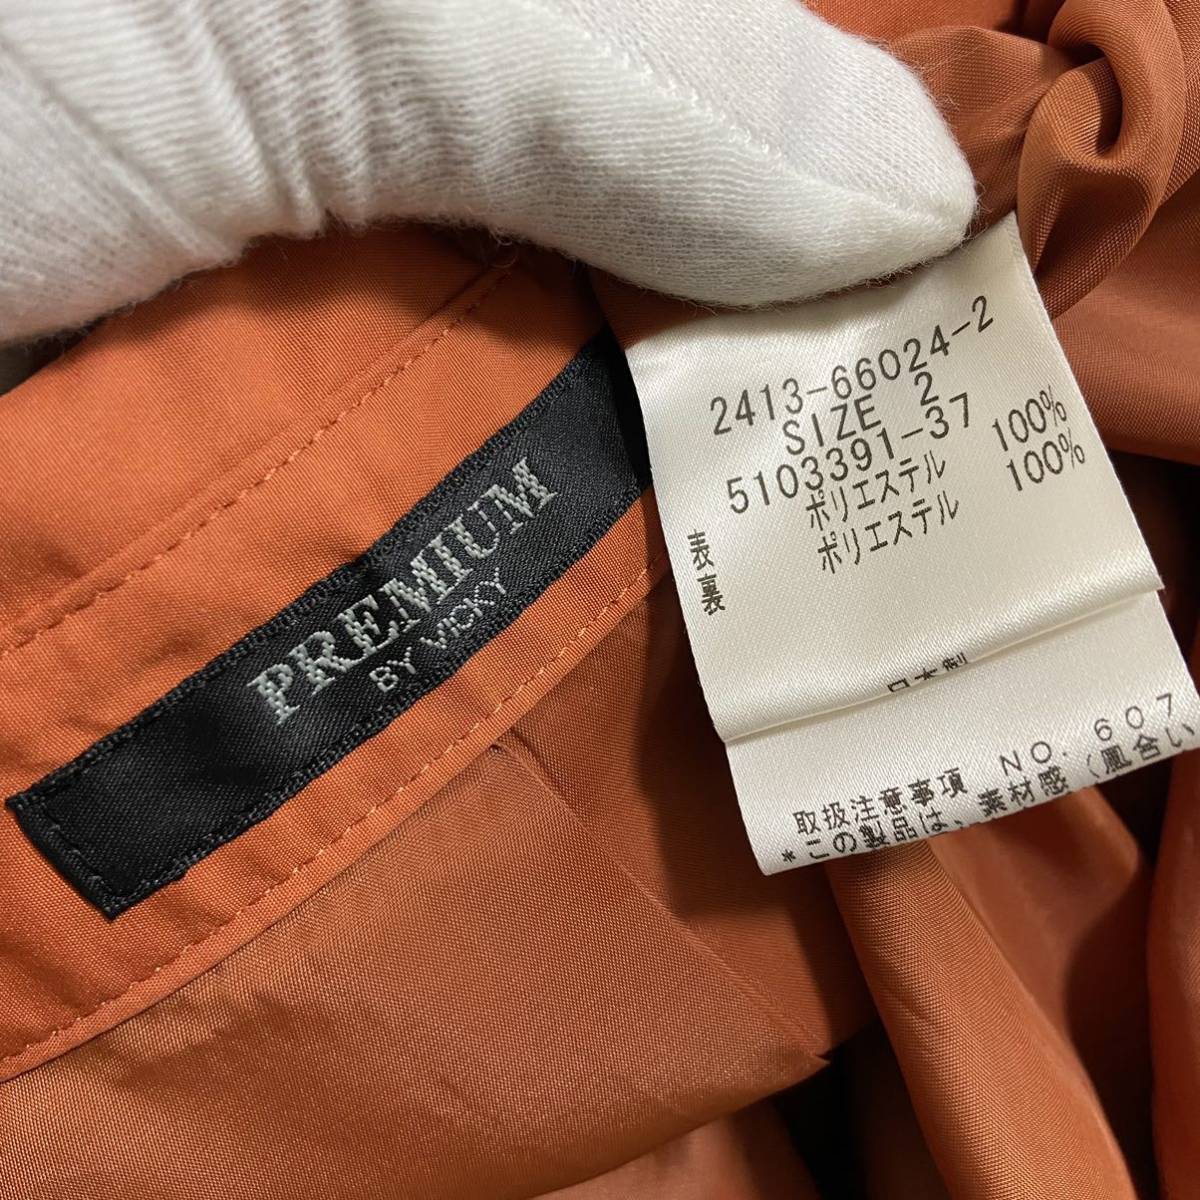 PREMIUM
BY VICKY
2413-66024-2
SIZE 2
5103391-37
表 ポリエステル 100%
裏 ポリエステル 100%
日本製
取扱注意事項 NO.607
*この製品は、素材感(風合い